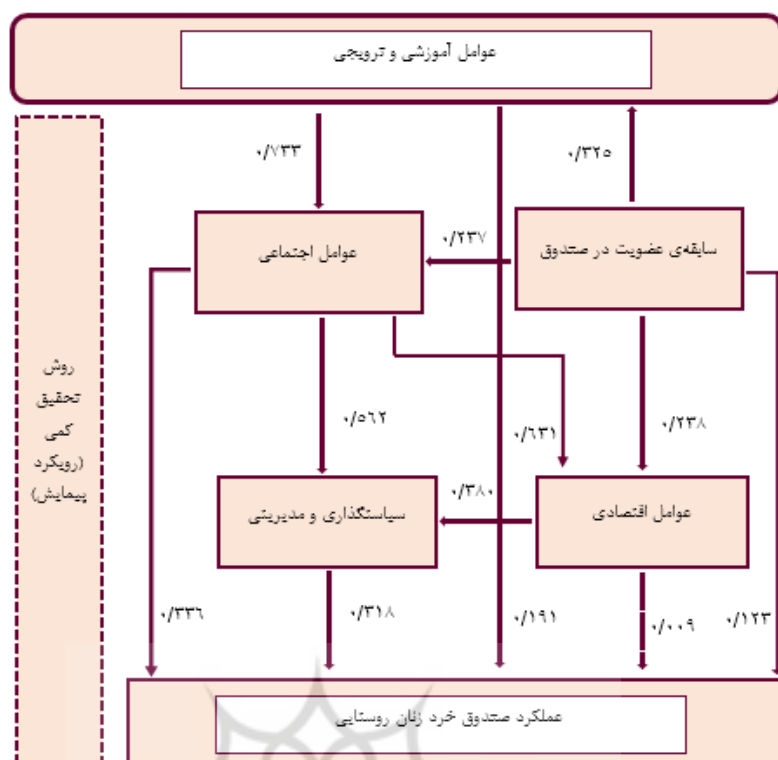 عوامل آموزشی و ترویجی
۰/۷۳۳
۰/۳۲۵
سابقه‌ی عضویت در صندوق
۰/۲۳۷
عوامل اجتماعی
روش
تحقیق
کمی
(رویکرد
پیمایش)
۰/۵۶۲
۰/۶۳۱
۰/۲۳۸
عوامل اقتصادی
۰/۳۸۰
سیاستگذاری و مدیریتی
۰/۳۳۶
۰/۳۱۸
۰/۱۹۱
۰/۰۰۹
۰/۱۲۳
عملکرد صندوق خرد زنان روستایی